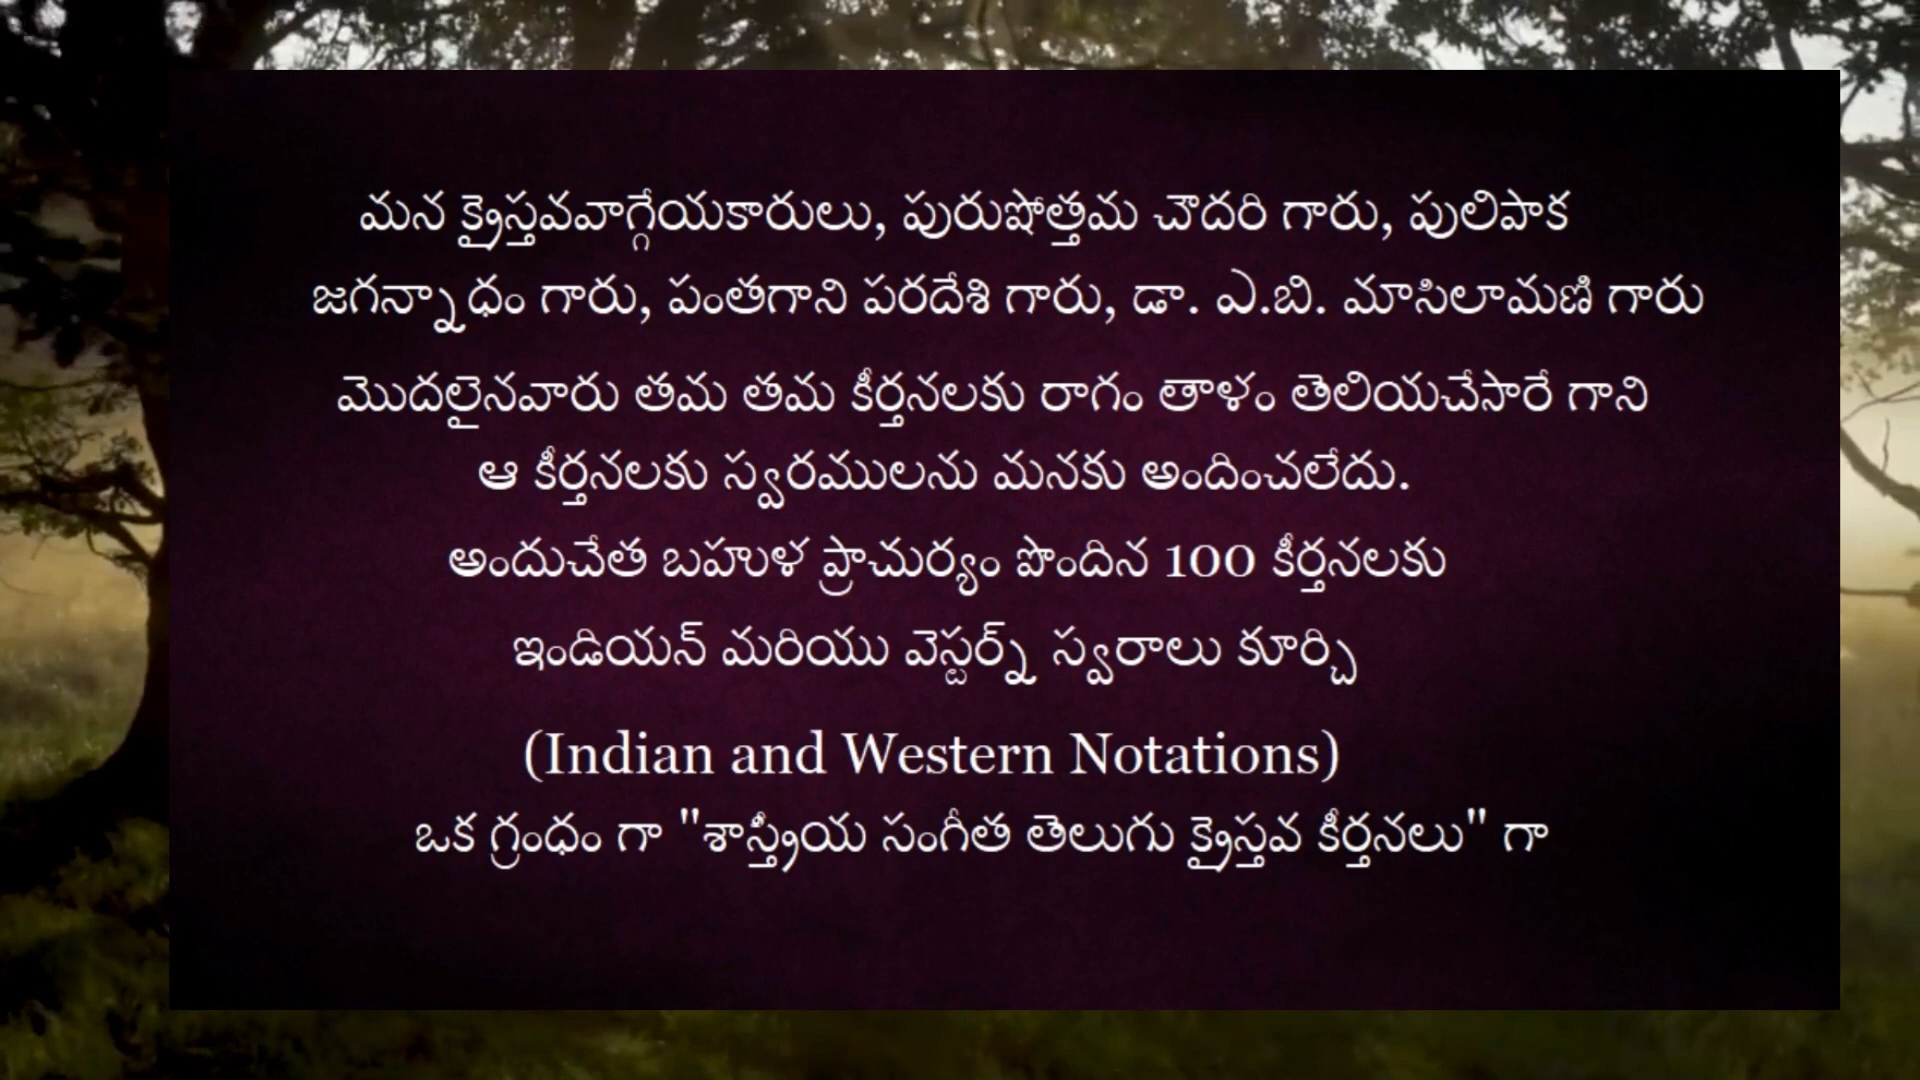 మన క్రైస్తవవాగ్గేయకారులు, పురుషోత్తమ చౌదరి గారు, పులిపాక
జగన్నాధం గారు, పంతగాని పరదేశి గారు, డా. ఎ.బి. మాసిలామణి గారు
మొదలైనవారు తమ తమ కీర్తనలకు రాగం తాళం తెలియచేసారే గాని
ఆ కీర్తనలకు స్వరములను మనకు అందించలేదు.
అందుచేత బహుళ ప్రాచుర్యం పొందిన 100 కీర్తనలకు
ఇండియన్ మరియు వెస్టర్న్ స్వరాలు కూర్చి
(Indian and Western Notations)
ఒక గ్రంధం గా "శాస్త్రీయ సంగీత తెలుగు క్రైస్తవ కీర్తనలు" గా